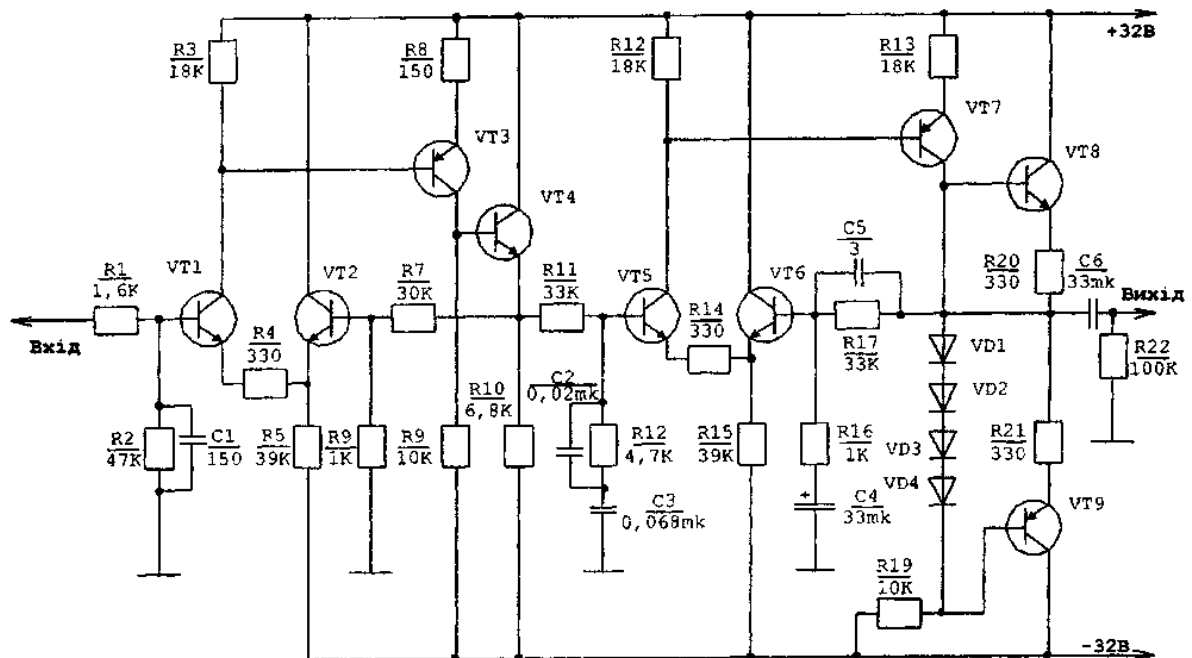 +32В
R3
18K
R8
150
R12
18K
R13
18K
VT7
VT3
VT8
VT4
R1
1,6K
VT1
VT2
R7
30K
R11
33K
VT5
VT6
C5
3
R20
330
C6
33mk
Вихід
Вхід
R4
330
R14
330
R17
33K
VD1
R22
100K
C2
0,02mk
VD2
R10
6,8K
R2
47K
C1
150
R5
39K
R9
1K
R9
10K
R12
4,7K
R15
39K
R16
1K
VD3
R21
330
VD4
C3
0,068mk
+
C4
33mk
VT9
R19
10K
-32В